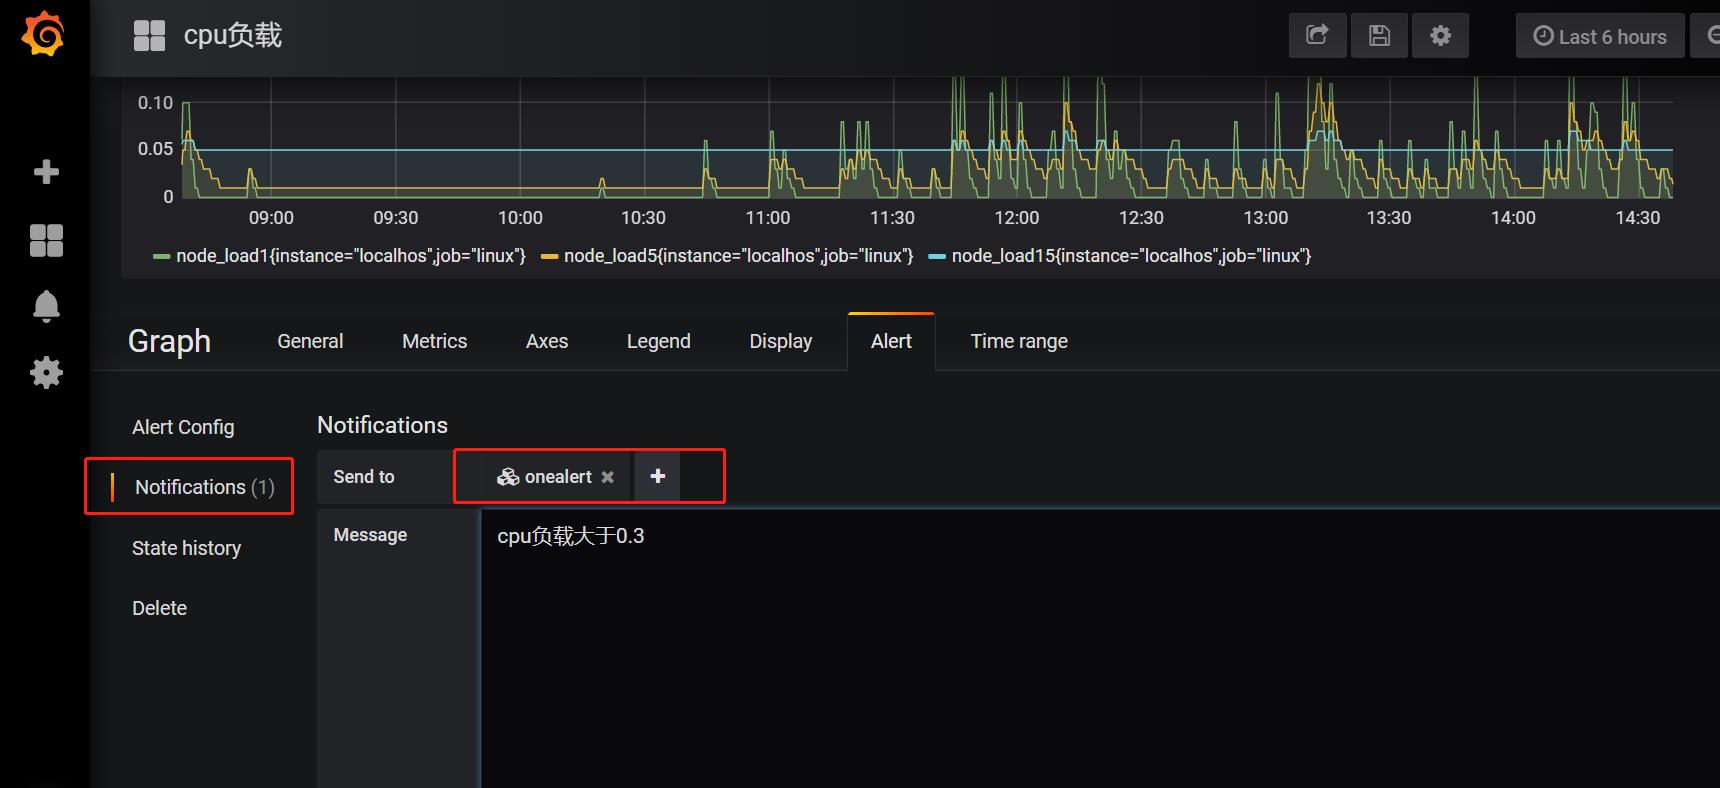 cpu负载
Last 6 hours
0.10
0.05
0
09:00 09:30 10:00 10:30 11:00 11:30 12:00 12:30 13:00 13:30 14:00 14:30
node_load1{instance="localhos",job="linux"} node_load5{instance="localhos",job="linux"} node_load15{instance="localhos",job="linux"}
Graph General Metrics Axes Legend Display Alert Time range
Alert Config
Notifications (1)
State history
Delete
Notifications
Send to onealert
Message cpu负载大于0.3